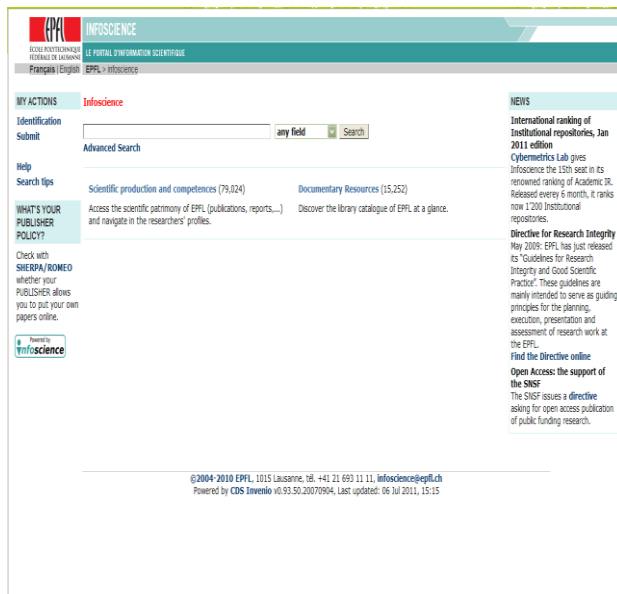 EPFL
ÉCOLE POLYTECHNIQUE
FÉDÉRALE DE LAUSANNE
INFOSCIENCE
LE PORTAIL D'INFORMATION SCIENTIFIQUE
Français | English
EPFL > infoscience
MY ACTIONS
Identification
Submit
Help
Search tips
WHAT'S YOUR
PUBLISHER
POLICY?
Check with
SHERPA/ROMEO
whether your
PUBLISHER allows
you to put your own
papers online.
Powered by
infoscience
Infoscience
any field
Search
Advanced Search
Scientific production and competences (79,024)
Access the scientific patrimony of EPFL (publications, reports,...)
and navigate in the researchers' profiles.
Documentary Resources (15,252)
Discover the library catalogue of EPFL at a glance.
NEWS
International ranking of
Institutional repositories, Jan
2011 edition
Cybermetrics Lab gives
Infoscience the 15th seat in its
renowned ranking of Academic IR.
Released everey 6 month, it ranks
now 1'200 Institutional
repositories.
Directive for Research Integrity
May 2009: EPFL has just released
its "Guidelines for Research
Integrity and Good Scientific
Practice". These guidelines are
mainly intended to serve as guiding
principles for the planning,
execution, presentation and
assessment of research work at
the EPFL.
Find the Directive online
Open Access: the support of
the SNSF
The SNSF issues a directive
asking for open access publication
of public funding research.
©2004-2010 EPFL, 1015 Lausanne, tél. +41 21 693 11 11, infoscience@epfl.ch
Powered by CDS Invenio v0.93.50.20070904, Last updated: 06 Jul 2011, 15:15